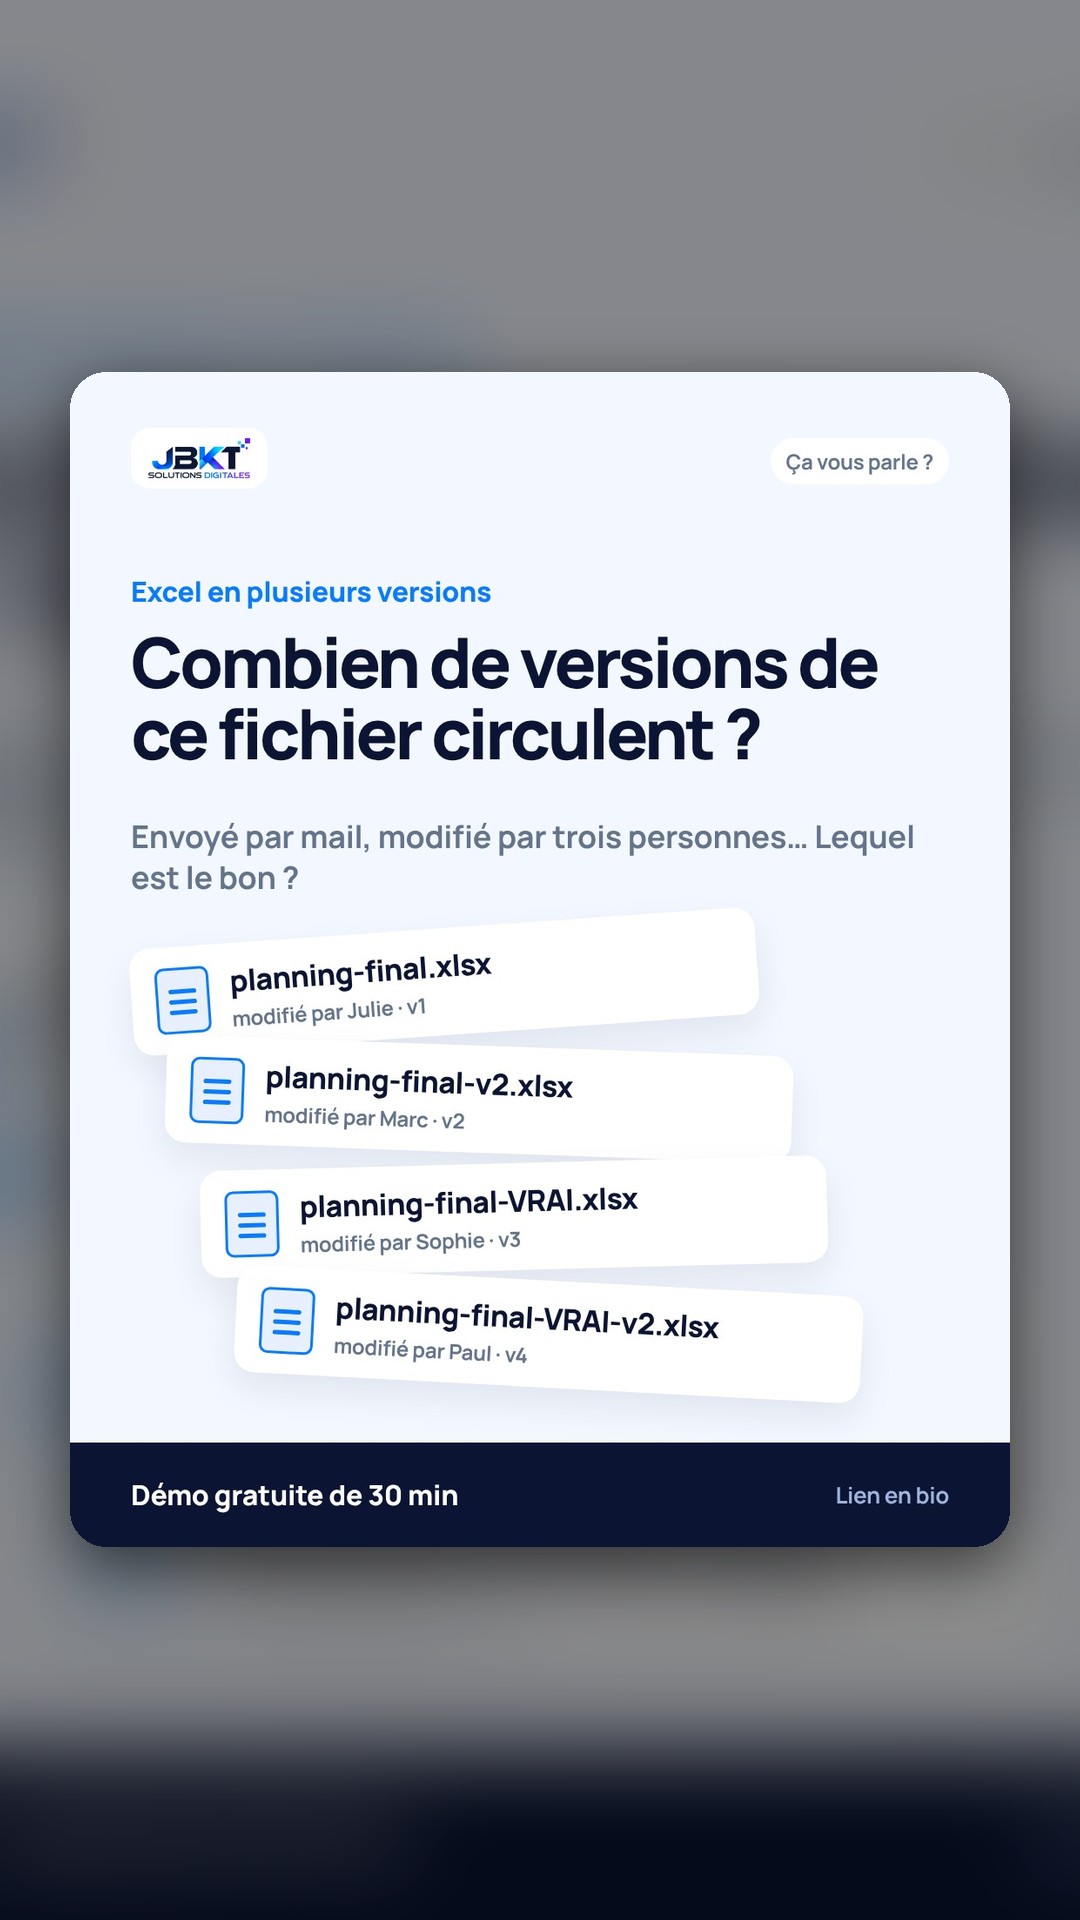 JBKT
SOLUTIONS DIGITALES
Ça vous parle ?
Excel en plusieurs versions
Combien de versions de
ce fichier circulent ?
Envoyé par mail, modifié par trois personnes... Lequel
est le bon ?
planning-final.xlsx
modifié par Julie · v1
planning-final-v2.xlsx
modifié par Marc · v2
planning-final-VRAI.xlsx
modifié par Sophie · v3
planning-final-VRAI-v2.xlsx
modifié par Paul · v4
Démo gratuite de 30 min
Lien en bio